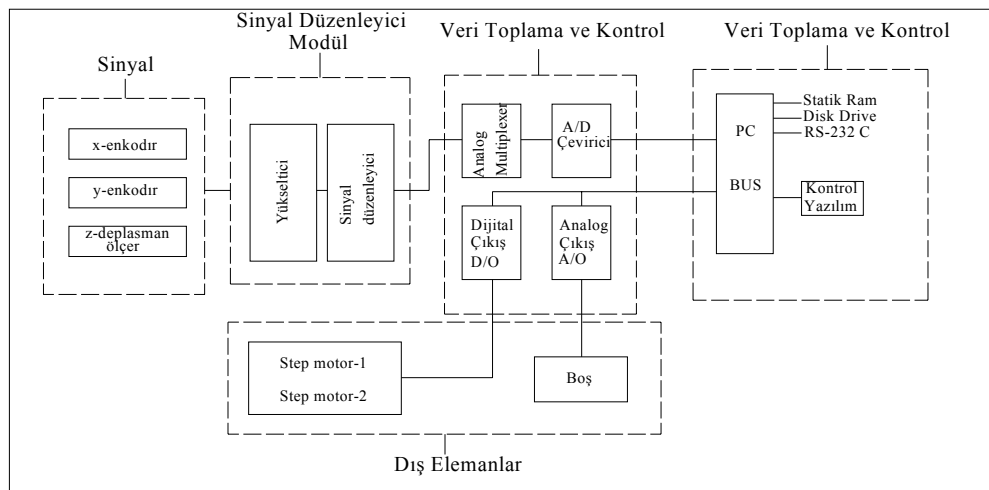 Sinyal
x-enkodır
y-enkodır
z-deplasman
ölçer
Sinyal Düzenleyici
Modül
Yükseltici
Sinyal
düzenleyici
Veri Toplama ve Kontrol
Analog
Multiplexer
A/D
Çevirici
Dijital
Çıkış
D/O
Analog
Çıkış
A/O
Veri Toplama ve Kontrol
PC
BUS
Statik Ram
Disk Drive
RS-232 C
Kontrol
Yazılım
Step motor-1
Step motor-2
Boş
Dış Elemanlar